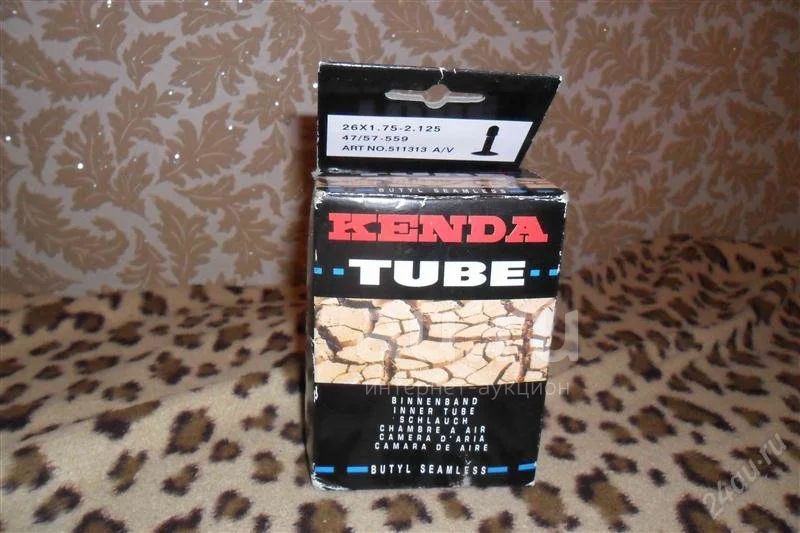 26X1.75-2.125
47/57-559
ART NO.511313 A/V
BUTYL SEAMLESS
KENDA
TUBE
интернет-аукцион
BINNENBAND
INNER TUBE
SCHLAUCH
CHAMBRE A AIR
CAMERA D'ARIA
CAMARA DE AIRE
BUTYL SEAMLESS
24au.ru